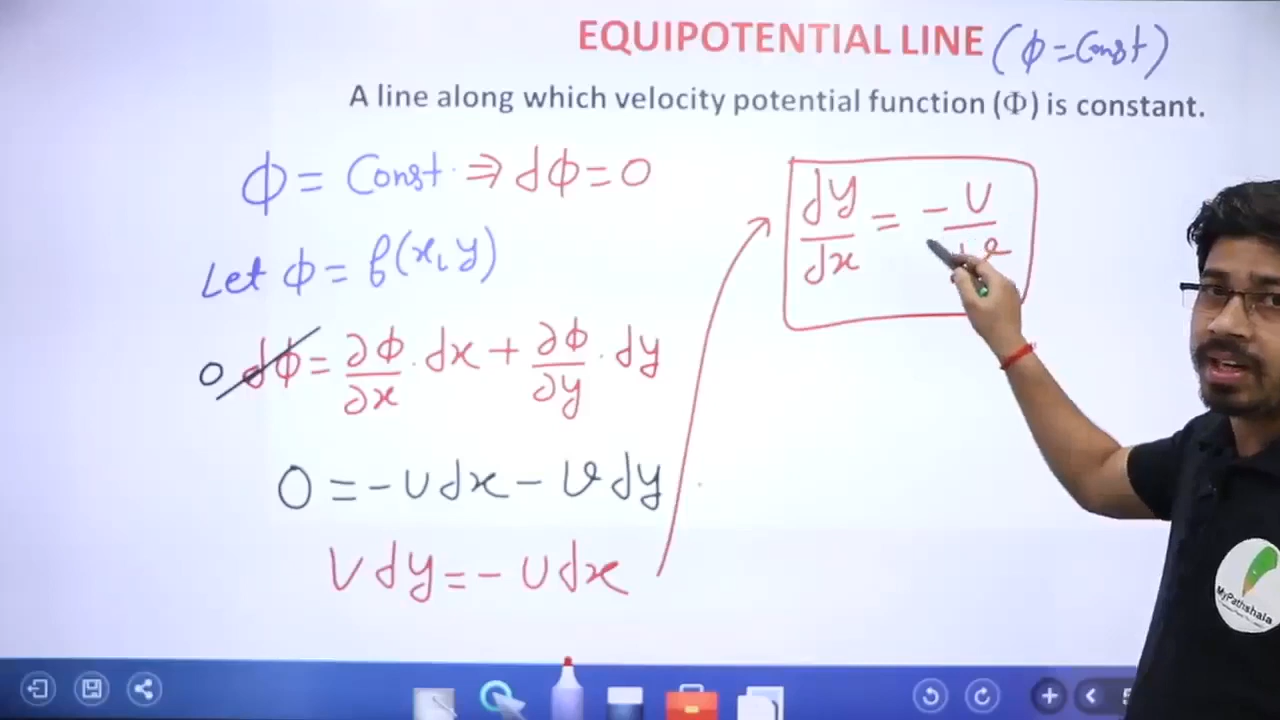 EQUIPOTENTIAL LINE (ϕ = Const)
A line along which velocity potential function (Φ) is constant.
ϕ = Const. ⇒ dϕ = 0
Let ϕ = f(x, y)
0 dϕ = ∂ϕ/∂x · dx + ∂ϕ/∂y · dy
0 = - u dx - v dy
v dy = - u dx
dy/dx = - u/v
MyPathshala